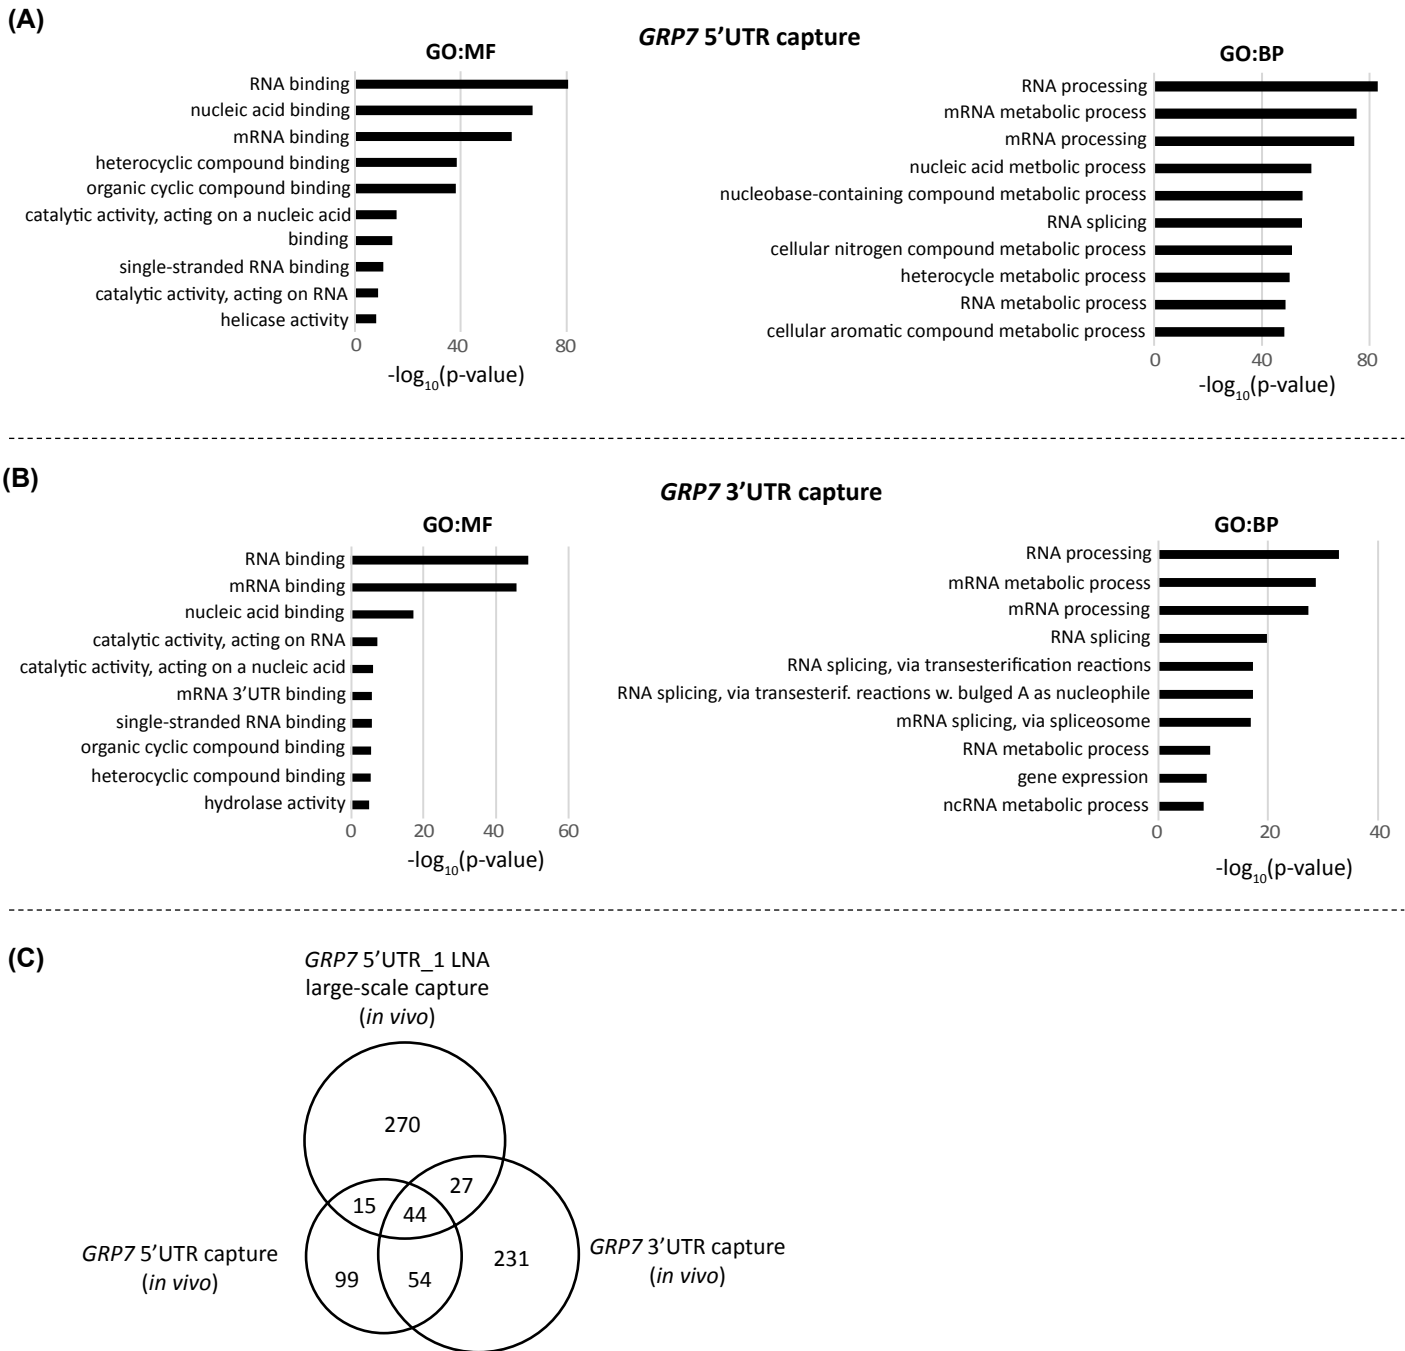 (A)
GRP7 5’UTR capture
GO:MF
RNA binding
nucleic acid binding
mRNA binding
heterocyclic compound binding
organic cyclic compound binding
catalytic activity, acting on a nucleic acid
binding
single-stranded RNA binding
catalytic activity, acting on RNA
helicase activity
0 40 80
-log10(p-value)
GO:BP
RNA processing
mRNA metabolic process
mRNA processing
nucleic acid metbolic process
nucleobase-containing compound metabolic process
RNA splicing
cellular nitrogen compound metabolic process
heterocycle metabolic process
RNA metabolic process
cellular aromatic compound metabolic process
0 40 80
-log10(p-value)
(B)
GRP7 3’UTR capture
GO:MF
RNA binding
mRNA binding
nucleic acid binding
catalytic activity, acting on RNA
catalytic activity, acting on a nucleic acid
mRNA 3’UTR binding
single-stranded RNA binding
organic cyclic compound binding
heterocyclic compound binding
hydrolase activity
0 20 40 60
-log10(p-value)
GO:BP
RNA processing
mRNA metabolic process
mRNA processing
RNA splicing
RNA splicing, via transesterification reactions
RNA splicing, via transesterif. reactions w. bulged A as nucleophile
mRNA splicing, via spliceosome
RNA metabolic process
gene expression
ncRNA metabolic process
0 20 40
-log10(p-value)
(C)
GRP7 5’UTR_1 LNA
large-scale capture
(in vivo)
270
27
15
44
GRP7 5’UTR capture
(in vivo)
99
54
231
GRP7 3’UTR capture
(in vivo)